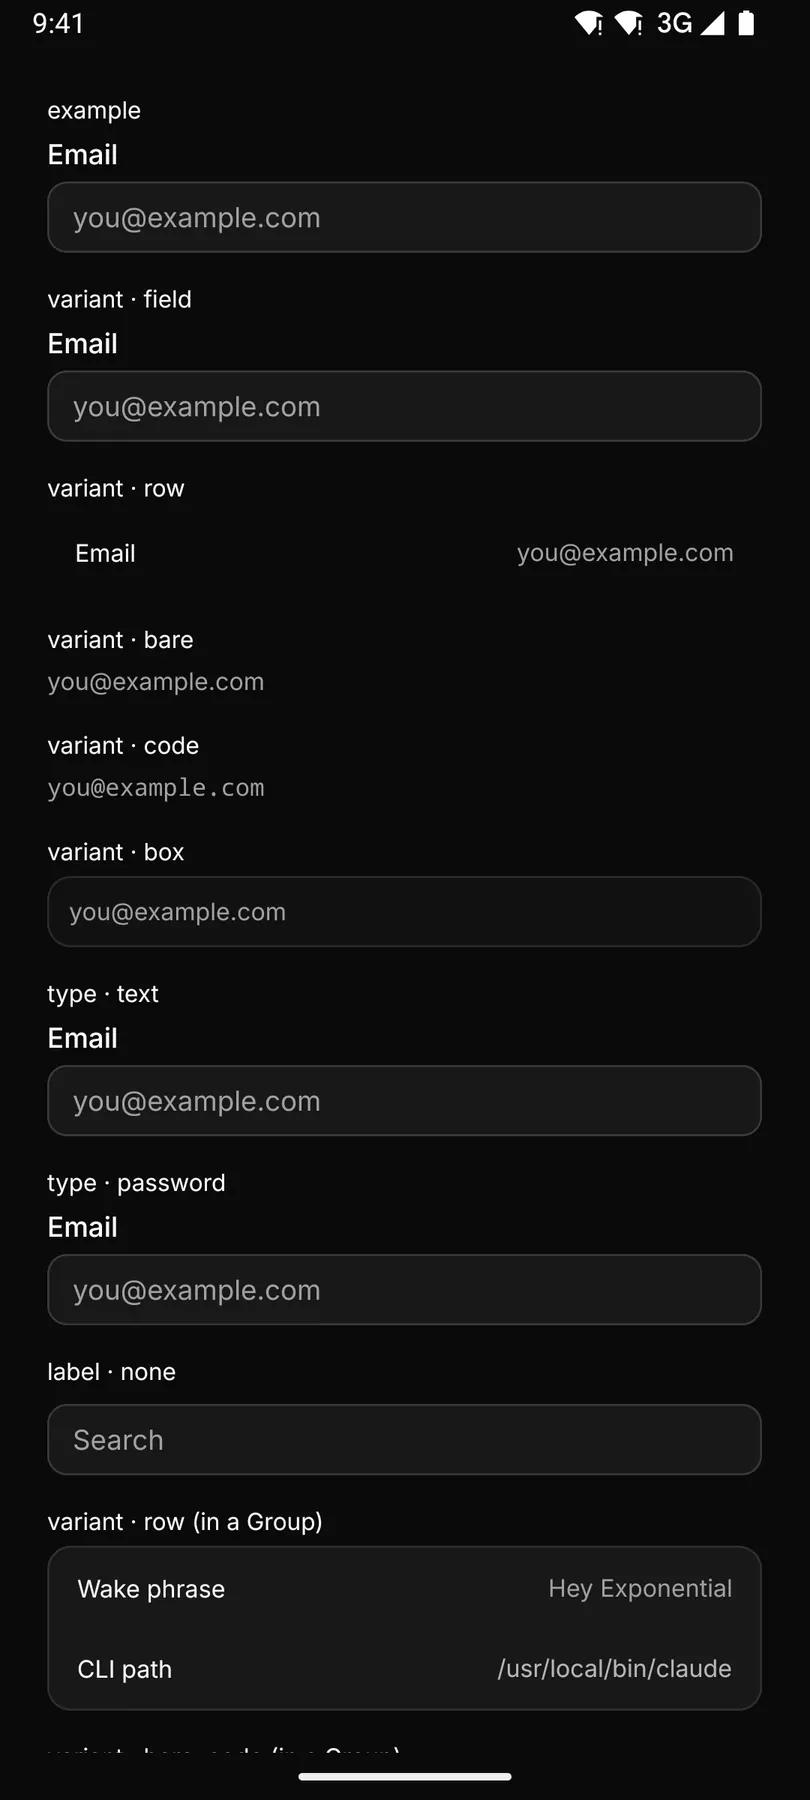 9:41 3G
example
Email
you@example.com
variant · field
Email
you@example.com
variant · row
Email you@example.com
variant · bare
you@example.com
variant · code
you@example.com
variant · box
you@example.com
type · text
Email
you@example.com
type · password
Email
you@example.com
label · none
Search
variant · row (in a Group)
Wake phrase Hey Exponential
CLI path /usr/local/bin/claude
variant (in a Group)